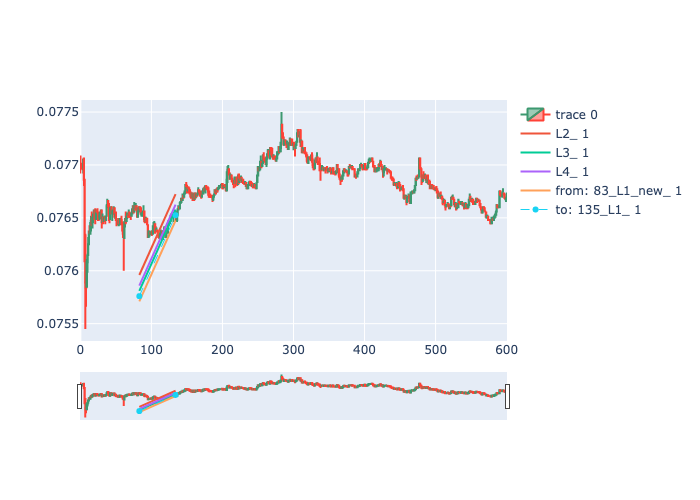 0.0775
0.077
0.0765
0.076
0.0755
0
100
200
300
400
500
600
trace 0
L2_ 1
L3_ 1
L4_ 1
from: 83_L1_new_ 1
to: 135_L1_ 1